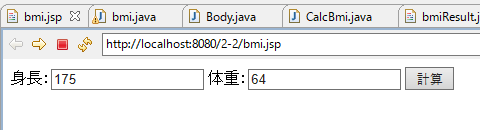 bmi.jsp bmi.java Body.java CalcBmi.java bmiResult.j
http://localhost:8080/2-2/bmi.jsp
身長: 175 体重: 64 計算